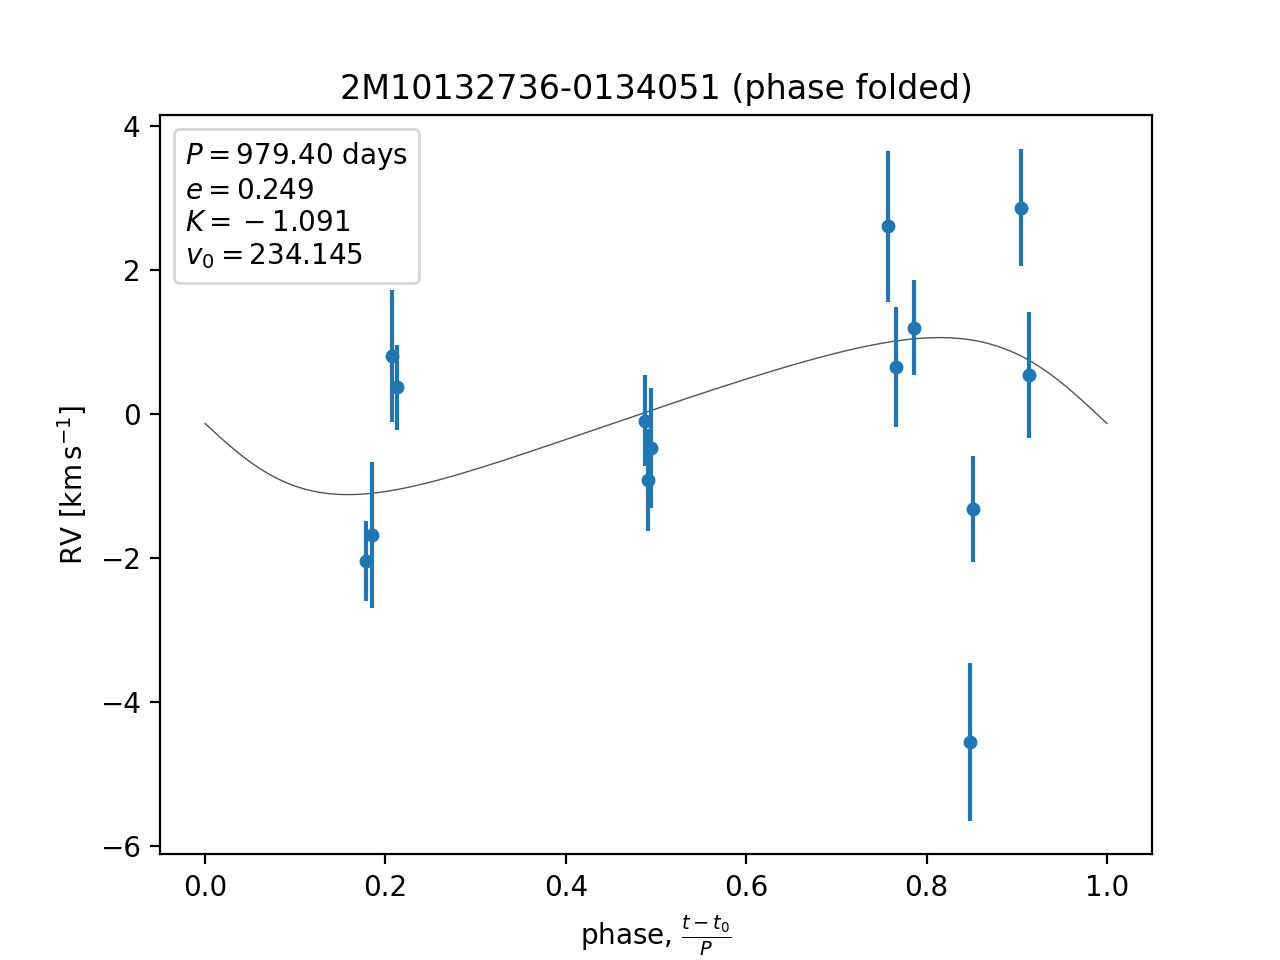 2M10132736-0134051 (phase folded)
P = 979.40 days
e = 0.249
K = −1.091
v₀ = 234.145
RV [km s⁻¹]
4
2
0
−2
−4
−6
0.0 0.2 0.4 0.6 0.8 1.0
phase, (t − t₀)/P